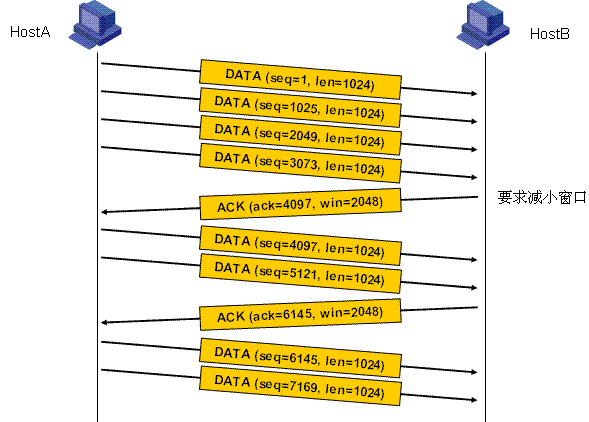 HostA
HostB
DATA (seq=1, len=1024)
DATA (seq=1025, len=1024)
DATA (seq=2049, len=1024)
DATA (seq=3073, len=1024)
ACK (ack=4097, win=2048)
要求减小窗口
DATA (seq=4097, len=1024)
DATA (seq=5121, len=1024)
ACK (ack=6145, win=2048)
DATA (seq=6145, len=1024)
DATA (seq=7169, len=1024)